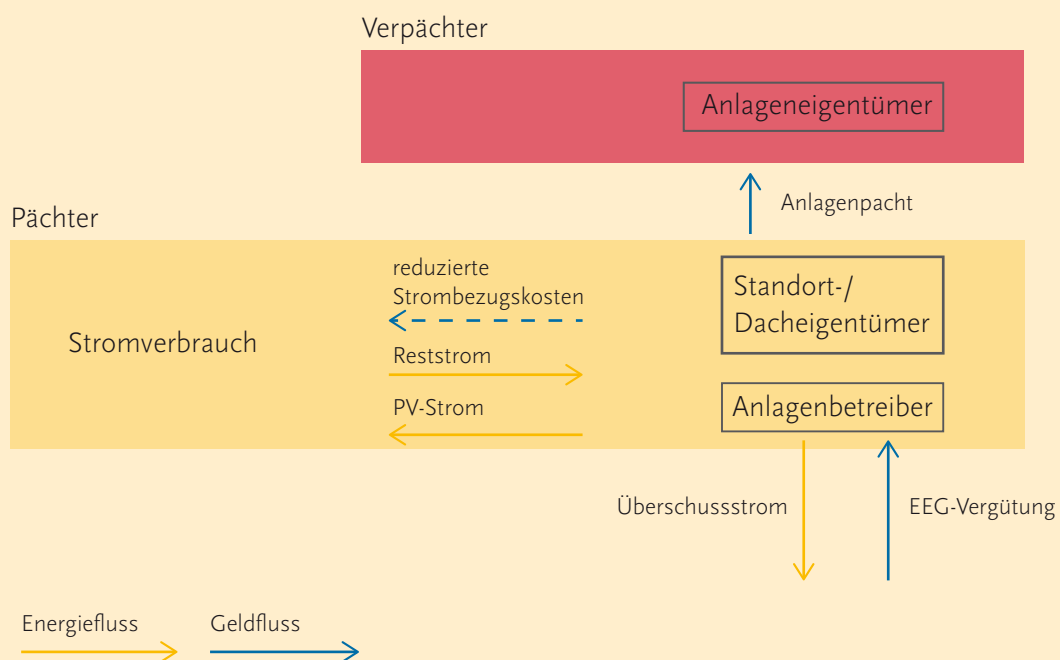 Verpächter
Anlageneigentümer
Anlagenpacht
Pächter
reduzierte
Strombezugskosten
Standort-/
Dacheigentümer
Stromverbrauch
Reststrom
PV-Strom
Anlagenbetreiber
Überschussstrom
EEG-Vergütung
Energiefluss
Geldfluss